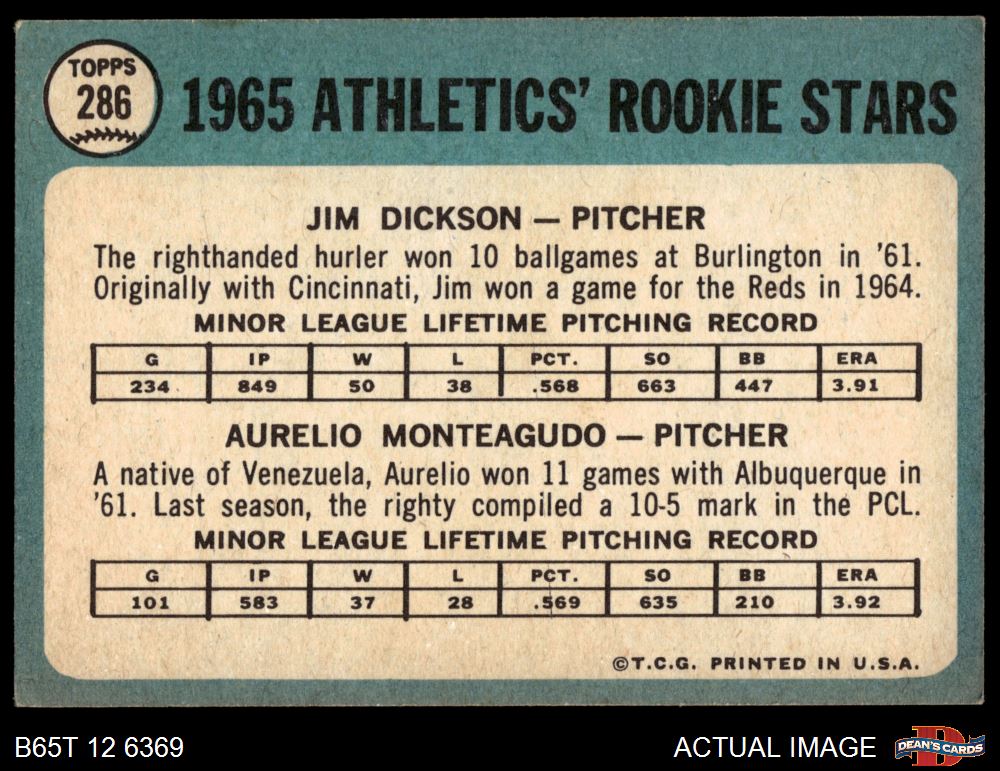 TOPPS
286
1965 ATHLETICS' ROOKIE STARS
JIM DICKSON — PITCHER
The righthanded hurler won 10 ballgames at Burlington in '61.
Originally with Cincinnati, Jim won a game for the Reds in 1964.
MINOR LEAGUE LIFETIME PITCHING RECORD
G IP W L PCT. SO BB ERA
234 849 50 38 .568 663 447 3.91
AURELIO MONTEAGUDO — PITCHER
A native of Venezuela, Aurelio won 11 games with Albuquerque in
'61. Last season, the righty compiled a 10-5 mark in the PCL.
MINOR LEAGUE LIFETIME PITCHING RECORD
G IP W L PCT. SO BB ERA
101 583 37 28 .569 635 210 3.92
©T.C.G. PRINTED IN U.S.A.
B65T 12 6369
ACTUAL IMAGE
D
DEAN'S CARDS